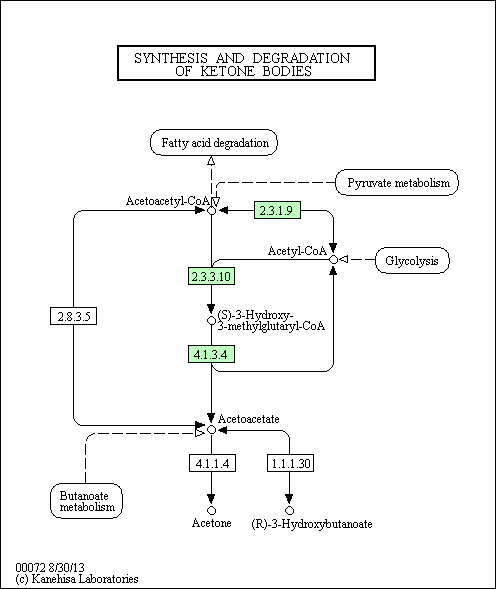 SYNTHESIS AND DEGRADATION
OF KETONE BODIES
Fatty acid degradation
Pyruvate metabolism
Acetoacetyl-CoA
2.3.1.9
Acetyl-CoA
Glycolysis
2.3.3.10
2.8.3.5
(S)-3-Hydroxy-
3-methylglutaryl-CoA
4.1.3.4
Acetoacetate
4.1.1.4
1.1.1.30
Butanoate
metabolism
Acetone
(R)-3-Hydroxybutanoate
00072 8/30/13
(c) Kanehisa Laboratories